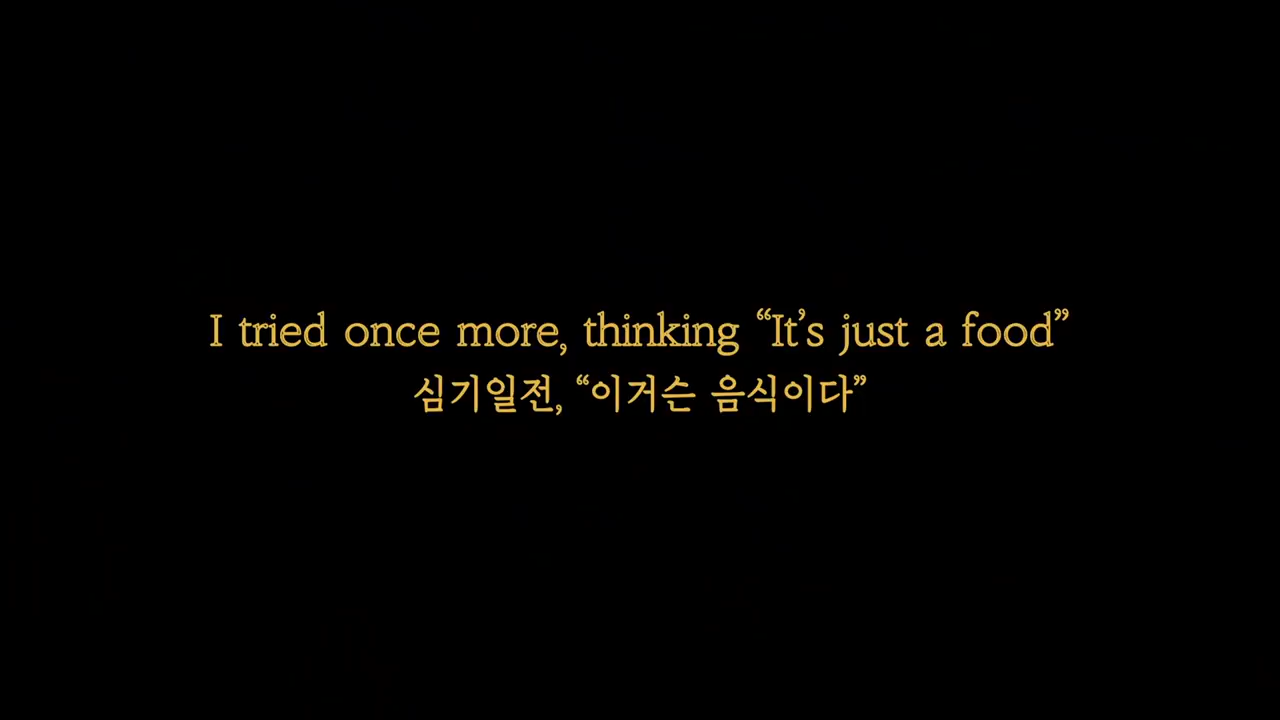 I tried once more, thinking “It’s just a food”
심기일전, “이거슨 음식이다”